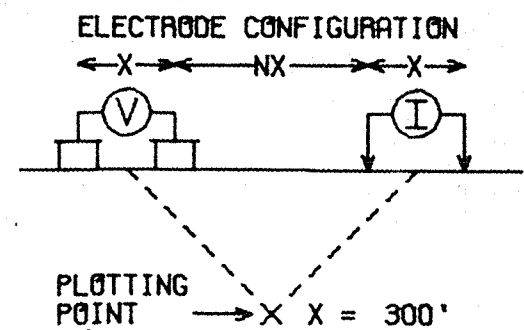 ELECTRODE CONFIGURATION
X NX X
V I
PLOTTING
POINT X X = 300'